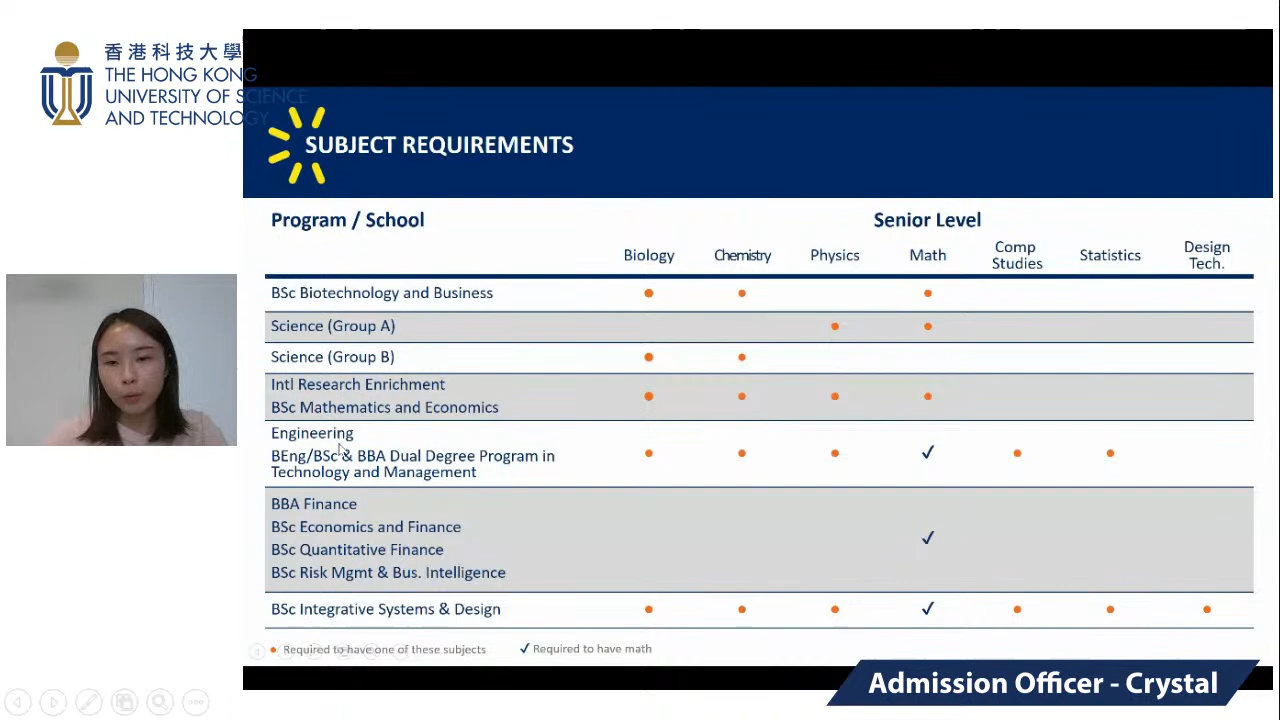 香港科技大學
THE HONG KONG
UNIVERSITY OF SCIENCE
AND TECHNOLOGY
SUBJECT REQUIREMENTS
Program / School
Senior Level
Biology
Chemistry
Physics
Math
Comp
Studies
Statistics
Design
Tech.
BSc Biotechnology and Business
Science (Group A)
Science (Group B)
Intl Research Enrichment
BSc Mathematics and Economics
Engineering
BEng/BSc & BBA Dual Degree Program in
Technology and Management
BBA Finance
BSc Economics and Finance
BSc Quantitative Finance
BSc Risk Mgmt & Bus. Intelligence
BSc Integrative Systems & Design
Required to have one of these subjects
Required to have math
Admission Officer - Crystal